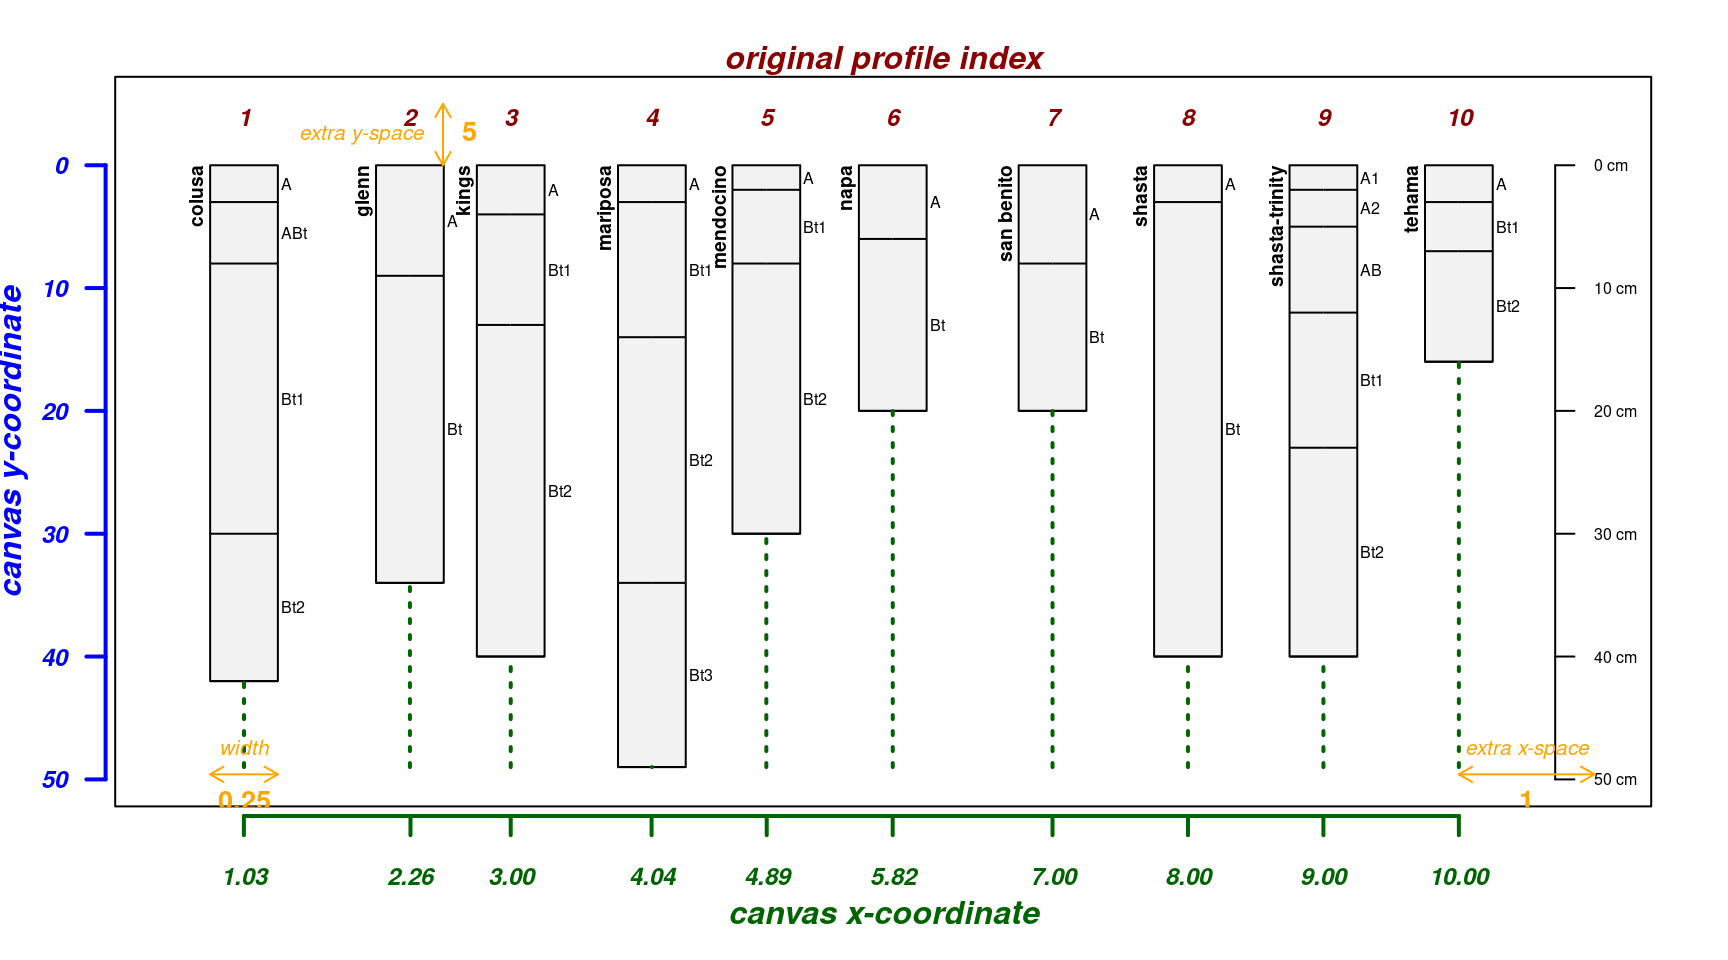 original profile index
1 2 3 4 5 6 7 8 9 10
extra y-space 5
canvas y-coordinate
0
10
20
30
40
50
colusa
A
ABt
Bt1
Bt2
glenn
A
Bt
kings
A
Bt1
Bt2
mariposa
A
Bt1
Bt2
Bt3
mendocino
A
Bt1
Bt2
napa
A
Bt
san benito
A
Bt
shasta
A
Bt
shasta-trinity
A1
A2
AB
Bt1
Bt2
tehama
A
Bt1
Bt2
0 cm
10 cm
20 cm
30 cm
40 cm
50 cm
width
0.25
extra x-space
1
1.03 2.26 3.00 4.04 4.89 5.82 7.00 8.00 9.00 10.00
canvas x-coordinate